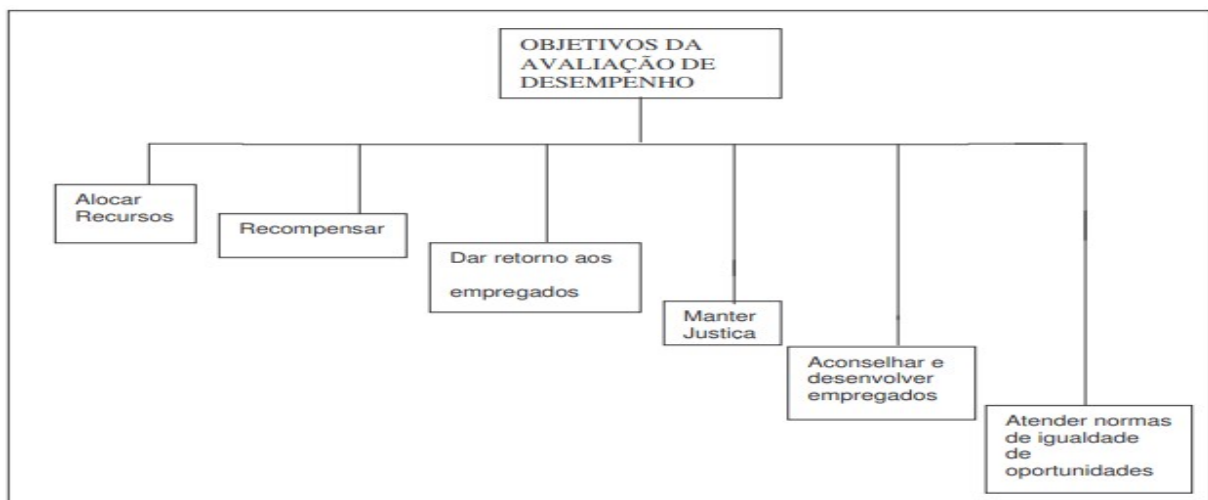 OBJETIVOS DA
AVALIAÇÃO DE
DESEMPENHO
Alocar
Recursos
Recompensar
Dar retorno aos
empregados
Manter
Justiça
Aconselhar e
desenvolver
empregados
Atender normas
de igualdade
de
oportunidades